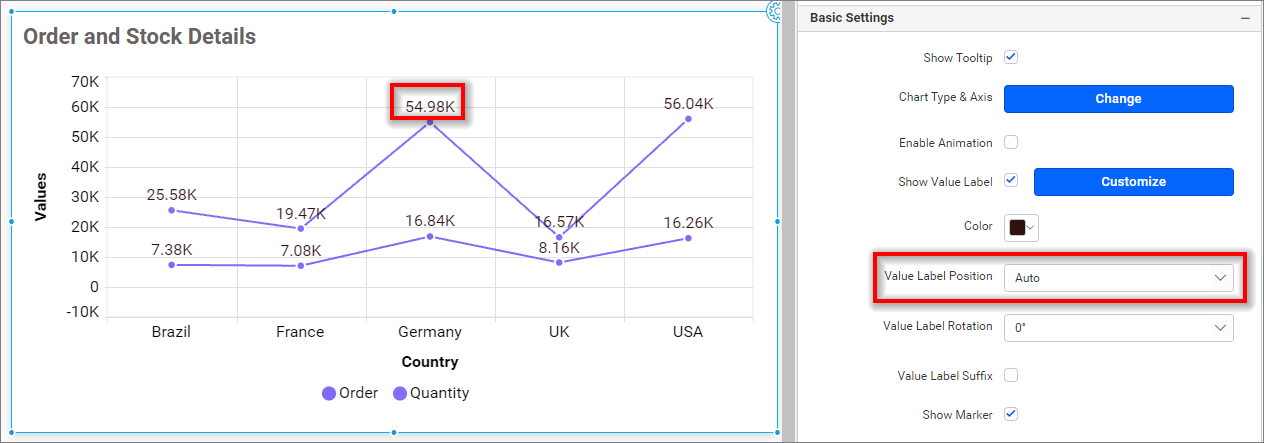 Order and Stock Details
70K
60K
50K
40K
30K
20K
10K
0
-10K
Values
25.58K
19.47K
54.98K
16.57K
56.04K
7.38K
7.08K
16.84K
8.16K
16.26K
Brazil France Germany UK USA
Country
Order Quantity
Basic Settings
Show Tooltip
Chart Type & Axis Change
Enable Animation
Show Value Label Customize
Color
Value Label Position Auto
Value Label Rotation 0°
Value Label Suffix
Show Marker